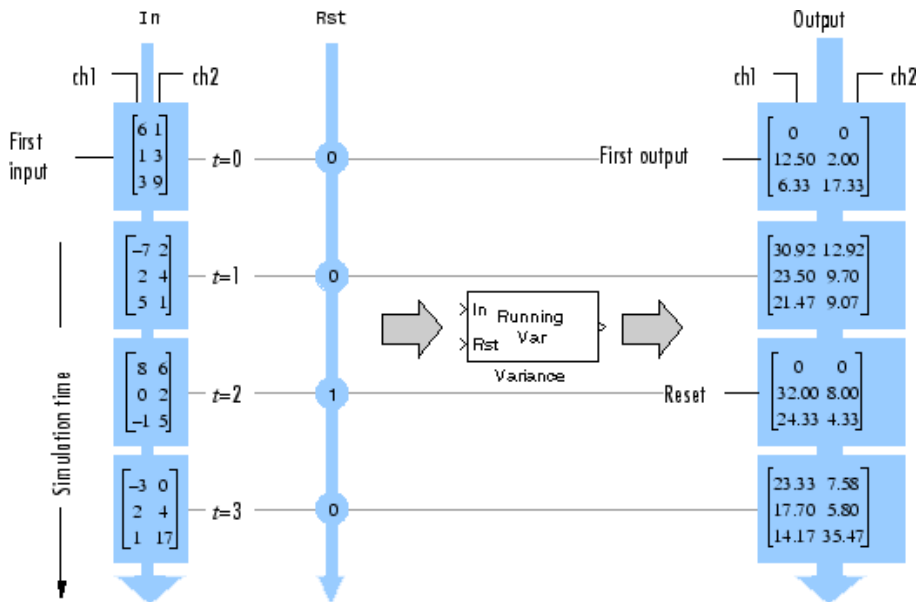 In
Rst
Output
ch1
ch2
ch1
ch2
First
input
6 1
1 3
3 9
t=0
0
First output
0 0
12.50 2.00
6.33 17.33
−7 2
2 4
5 1
t=1
0
30.92 12.92
23.50 9.70
21.47 9.07
In
Rst
Running
Var
Variance
Simulation time
8 6
0 2
−1 5
t=2
1
Reset
0 0
32.00 8.00
24.33 4.33
−3 0
2 4
1 17
t=3
0
23.33 7.58
17.70 5.80
14.17 35.47